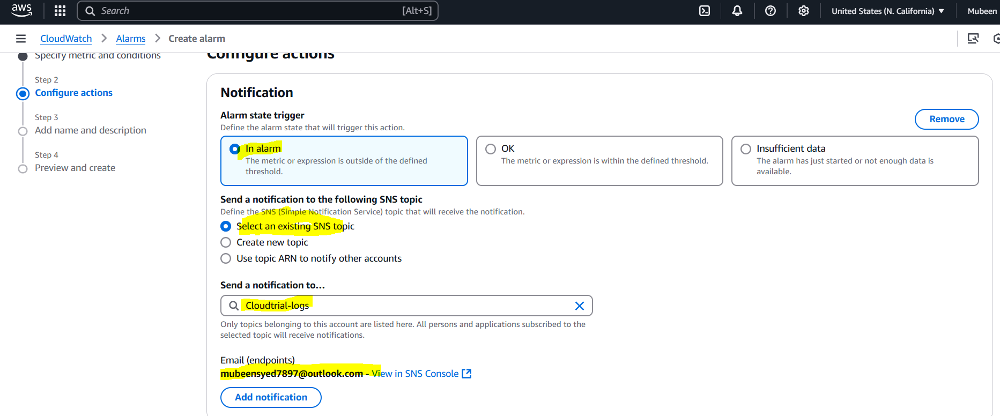 aws
Search
[Alt+S]
United States (N. California)
Mubeen
CloudWatch
Alarms
Create alarm
Specify metric and conditions
Step 2
Configure actions
Step 3
Add name and description
Step 4
Preview and create
Configure actions
Notification
Alarm state trigger
Define the alarm state that will trigger this action.
Remove
In alarm
The metric or expression is outside of the defined
threshold.
OK
The metric or expression is within the defined threshold.
Insufficient data
The alarm has just started or not enough data is
available.
Send a notification to the following SNS topic
Define the SNS (Simple Notification Service) topic that will receive the notification.
Select an existing SNS topic
Create new topic
Use topic ARN to notify other accounts
Send a notification to…
Cloudtrial-logs
Only topics belonging to this account are listed here. All persons and applications subscribed to the
selected topic will receive notifications.
Email (endpoints)
mubeensyed7897@outlook.com - View in SNS Console
Add notification